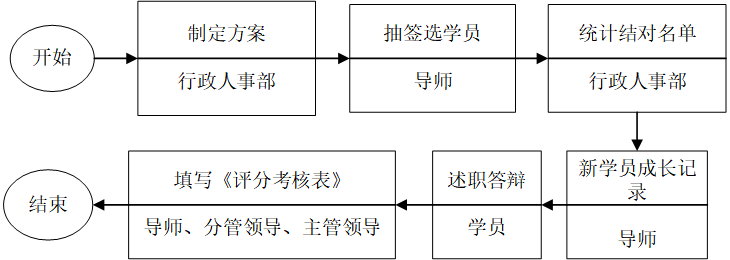 开始
制定方案
行政人事部
抽签选学员
导师
统计结对名单
行政人事部
新学员成长记
录
导师
述职答辩
学员
填写《评分考核表》
导师、分管领导、主管领导
结束